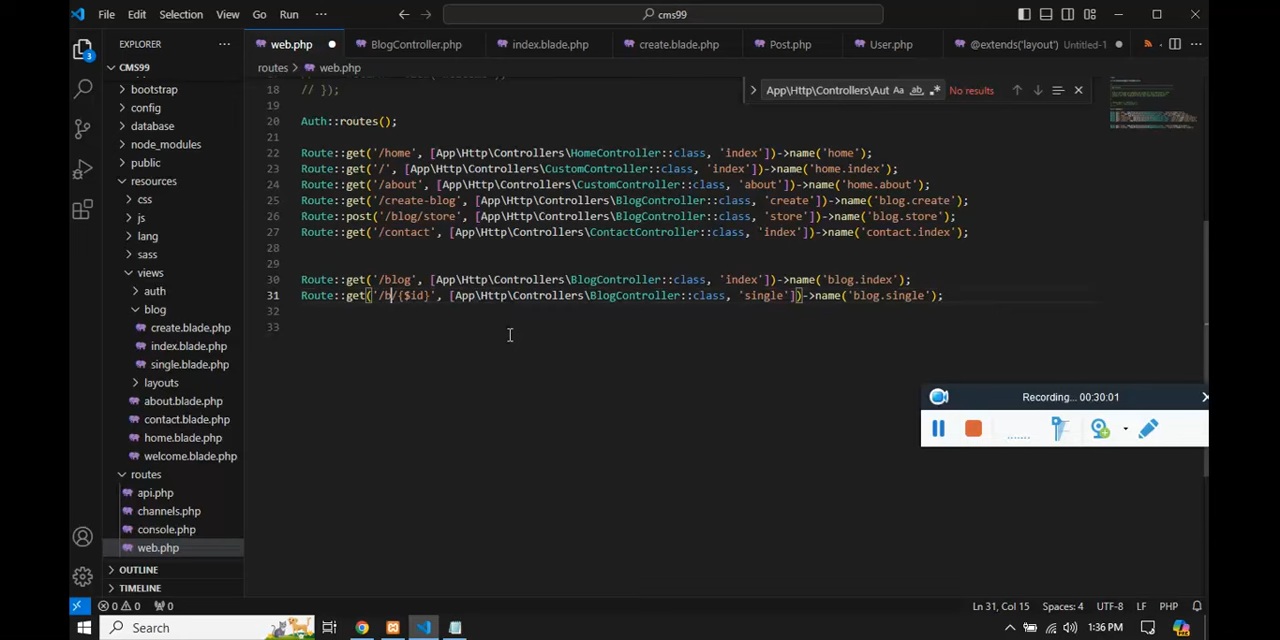 File Edit Selection View Go Run ··· cms99
EXPLORER ··· web.php BlogController.php index.blade.php create.blade.php Post.php User.php @extends('layout') Untitled-1 ···
3
CMS99 routes > web.php
bootstrap
config
database
node_modules
public
resources
css
js
lang
sass
views
auth
blog
create.blade.php
index.blade.php
single.blade.php
layouts
about.blade.php
contact.blade.php
home.blade.php
welcome.blade.php
routes
api.php
channels.php
console.php
web.php
OUTLINE
TIMELINE
App\Http\Controllers\Aut Aa ab .* No results
18 // });
19
20 Auth::routes();
21
22 Route::get('/home', [App\Http\Controllers\HomeController::class, 'index'])->name('home');
23 Route::get('/', [App\Http\Controllers\CustomController::class, 'index'])->name('home.index');
24 Route::get('/about', [App\Http\Controllers\CustomController::class, 'about'])->name('home.about');
25 Route::get('/create-blog', [App\Http\Controllers\BlogController::class, 'create'])->name('blog.create');
26 Route::post('/blog/store', [App\Http\Controllers\BlogController::class, 'store'])->name('blog.store');
27 Route::get('/contact', [App\Http\Controllers\ContactController::class, 'index'])->name('contact.index');
28
29
30 Route::get('/blog', [App\Http\Controllers\BlogController::class, 'index'])->name('blog.index');
31 Route::get('/b/{$id}', [App\Http\Controllers\BlogController::class, 'single'])->name('blog.single');
32
33
Recording... 00:30:01
0 0 0 Ln 31, Col 15 Spaces: 4 UTF-8 LF PHP
Search 1:36 PM